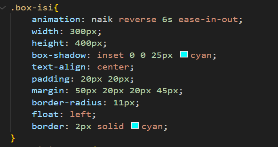 .box-isi{
animation: naik reverse 6s ease-in-out;
width: 300px;
height: 400px;
box-shadow: inset 0 0 25px cyan;
text-align: center;
padding: 20px 20px;
margin: 50px 20px 20px 45px;
border-radius: 11px;
float: left;
border: 2px solid cyan;
}